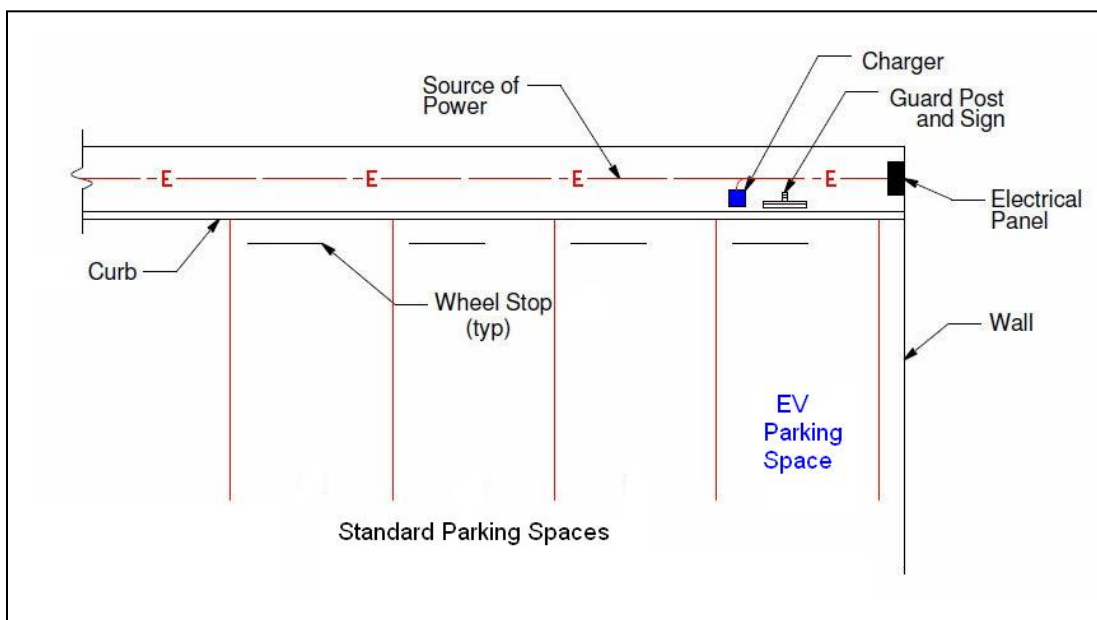 Charger
Source of
Power
Guard Post
and Sign
E E E E
Electrical
Panel
Curb
Wheel Stop
(typ)
Wall
EV
Parking
Space
Standard Parking Spaces